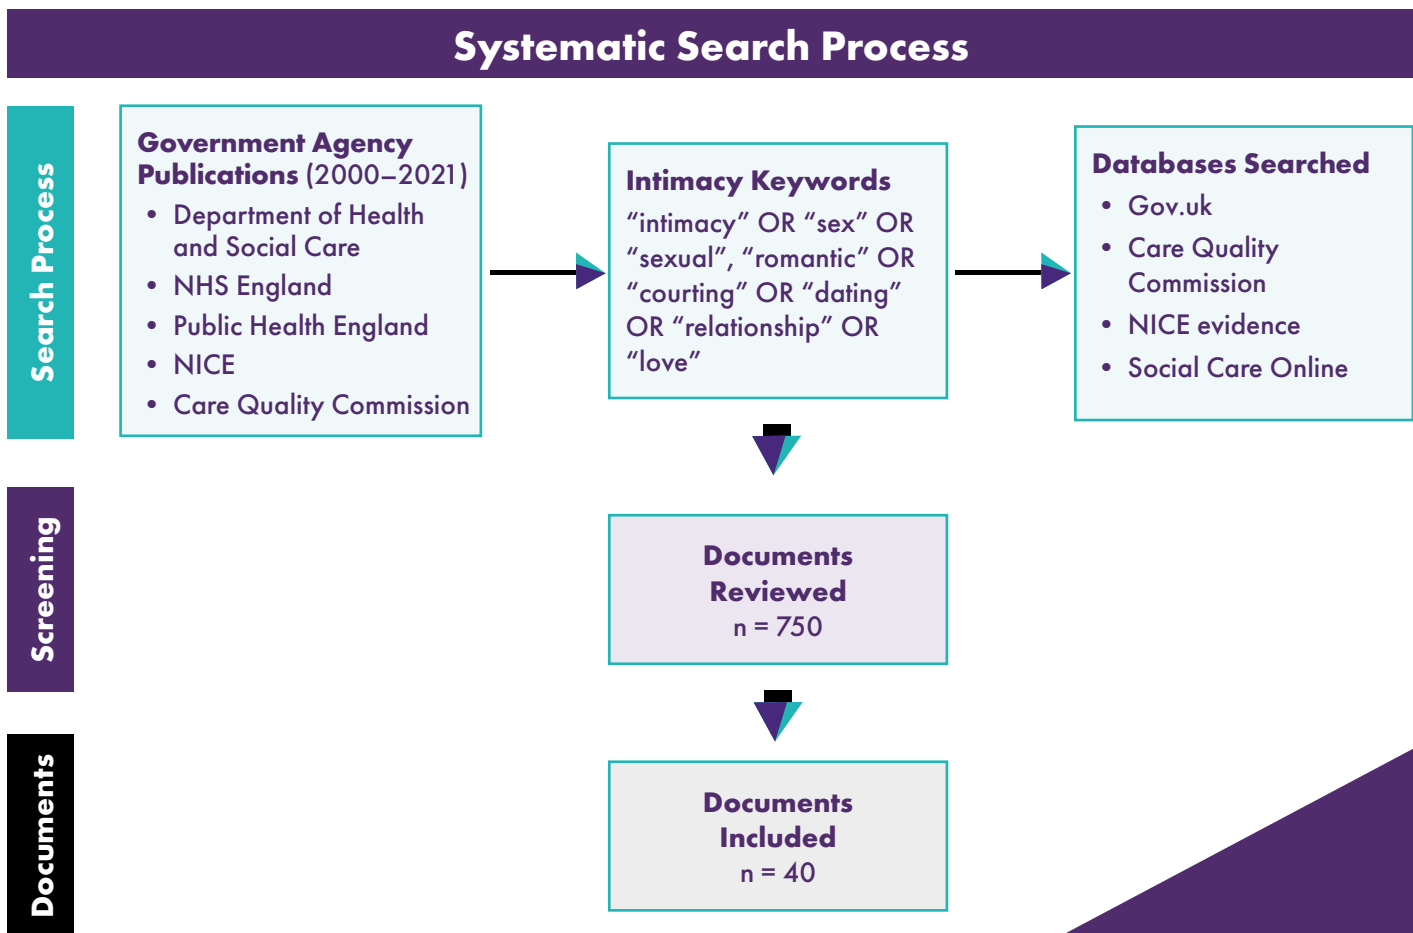 Systematic Search Process
Search Process
Government Agency
Publications (2000–2021)
• Department of Health
and Social Care
• NHS England
• Public Health England
• NICE
• Care Quality Commission
Intimacy Keywords
“intimacy” OR “sex” OR
“sexual”, “romantic” OR
“courting” OR “dating”
OR “relationship” OR
“love”
Databases Searched
• Gov.uk
• Care Quality
Commission
• NICE evidence
• Social Care Online
Screening
Documents
Reviewed
n = 750
Documents
Documents
Included
n = 40